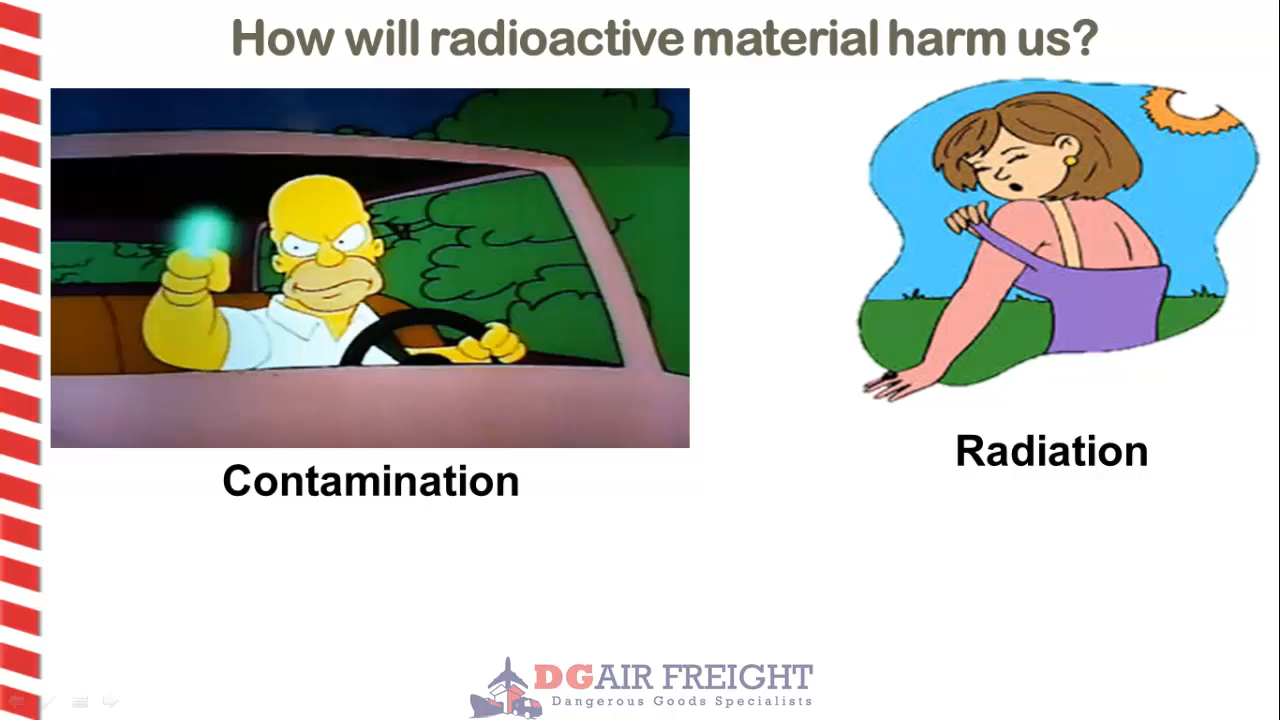 How will radioactive material harm us?
Contamination
Radiation
DGAIR FREIGHT
Dangerous Goods Specialists